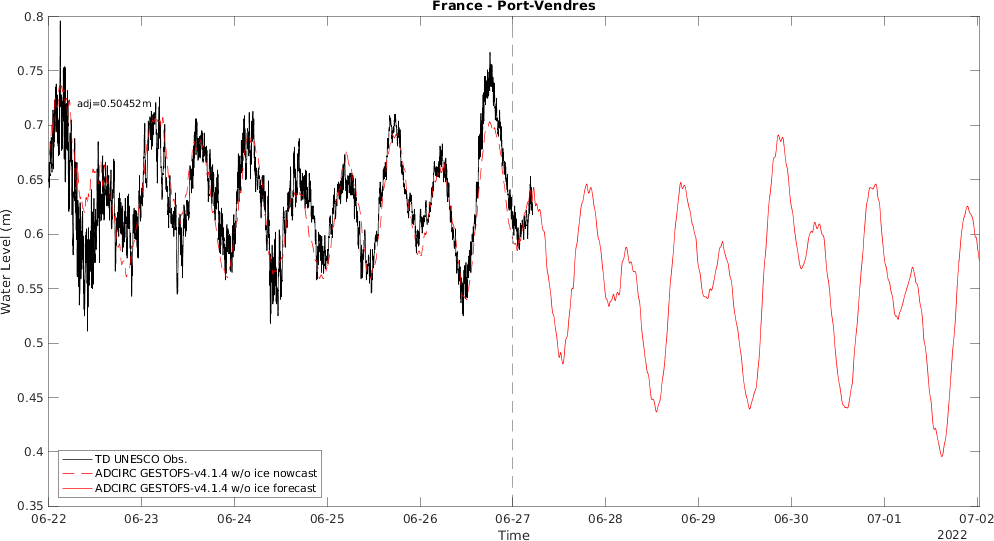 France - Port-Vendres
0.8
0.75
0.7
0.65
0.6
0.55
0.5
0.45
0.4
0.35
Water Level (m)
adj=0.50452m
TD UNESCO Obs.
ADCIRC GESTOFS-v4.1.4 w/o ice nowcast
ADCIRC GESTOFS-v4.1.4 w/o ice forecast
06-22 06-23 06-24 06-25 06-26 06-27 06-28 06-29 06-30 07-01 07-02
Time
2022